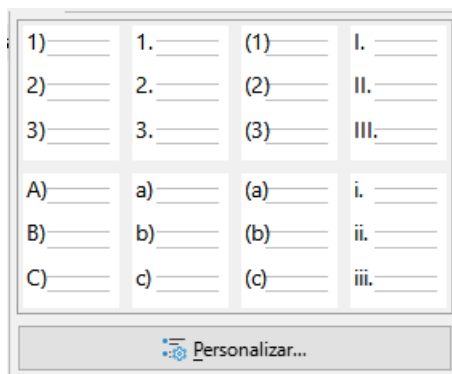 1) 1. (1) I.
2) 2. (2) II.
3) 3. (3) III.
A) a) (a) i.
B) b) (b) ii.
C) c) (c) iii.
Personalizar...